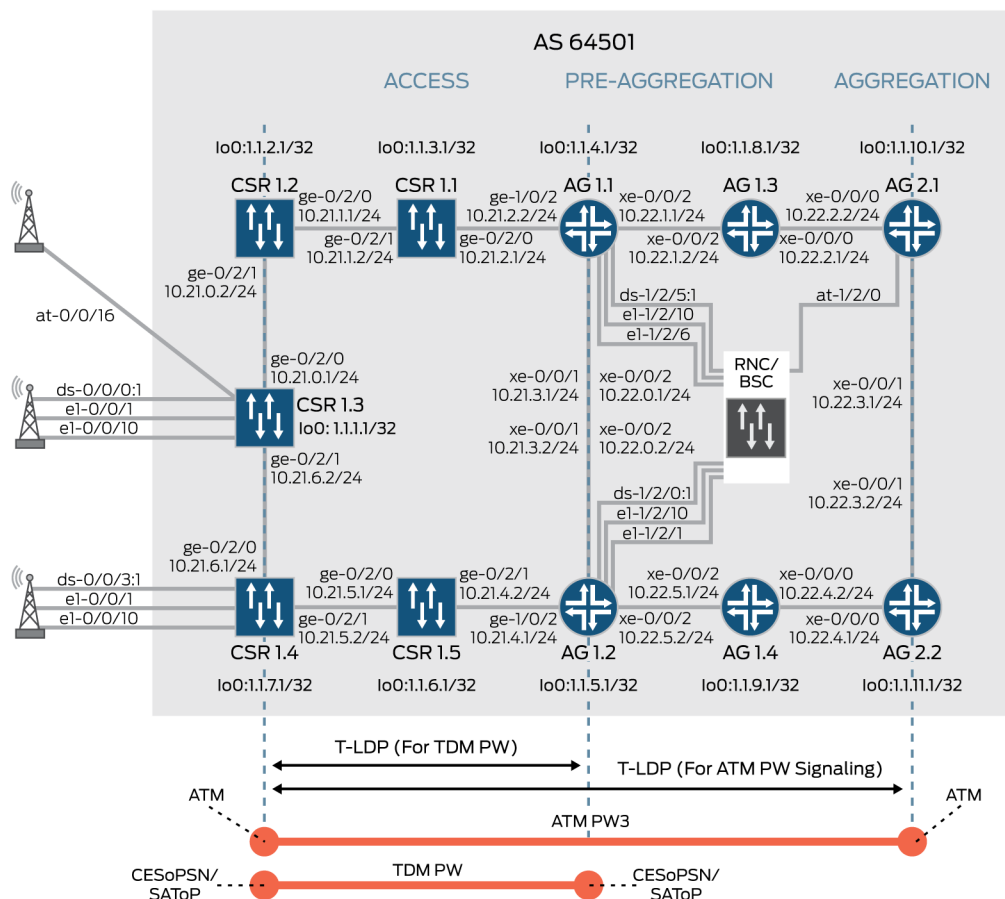 AS 64501
ACCESS
PRE-AGGREGATION
AGGREGATION
lo0:1.1.2.1/32
lo0:1.1.3.1/32
lo0:1.1.4.1/32
lo0:1.1.8.1/32
lo0:1.1.10.1/32
CSR 1.2
CSR 1.1
AG 1.1
AG 1.3
AG 2.1
ge-0/2/0
10.21.1.1/24
ge-0/2/1
10.21.1.2/24
ge-1/0/2
10.21.2.2/24
ge-0/2/0
10.21.2.1/24
xe-0/0/2
10.22.1.1/24
xe-0/0/2
10.22.1.2/24
xe-0/0/0
10.22.2.2/24
xe-0/0/0
10.22.2.1/24
ge-0/2/1
10.21.0.2/24
at-0/0/16
ds-1/2/5:1
e1-1/2/10
e1-1/2/6
at-1/2/0
RNC/
BSC
ge-0/2/0
10.21.0.1/24
CSR 1.3
lo0: 1.1.1.1/32
ds-0/0/0:1
e1-0/0/1
e1-0/0/10
ge-0/2/1
10.21.6.2/24
xe-0/0/1
10.21.3.1/24
xe-0/0/2
10.22.0.1/24
xe-0/0/1
10.21.3.2/24
xe-0/0/2
10.22.0.2/24
xe-0/0/1
10.22.3.1/24
xe-0/0/1
10.22.3.2/24
ds-1/2/0:1
e1-1/2/10
e1-1/2/1
ge-0/2/0
10.21.6.1/24
ds-0/0/3:1
e1-0/0/1
e1-0/0/10
ge-0/2/0
10.21.5.1/24
ge-0/2/1
10.21.5.2/24
ge-0/2/1
10.21.4.2/24
ge-1/0/2
10.21.4.1/24
xe-0/0/2
10.22.5.1/24
xe-0/0/2
10.22.5.2/24
xe-0/0/0
10.22.4.2/24
xe-0/0/0
10.22.4.1/24
CSR 1.4
CSR 1.5
AG 1.2
AG 1.4
AG 2.2
lo0:1.1.7.1/32
lo0:1.1.6.1/32
lo0:1.1.5.1/32
lo0:1.1.9.1/32
lo0:1.1.11.1/32
T-LDP (For TDM PW)
T-LDP (For ATM PW Signaling)
ATM
ATM
ATM PW3
CESoPSN/
SAToP
TDM PW
CESoPSN/
SAToP